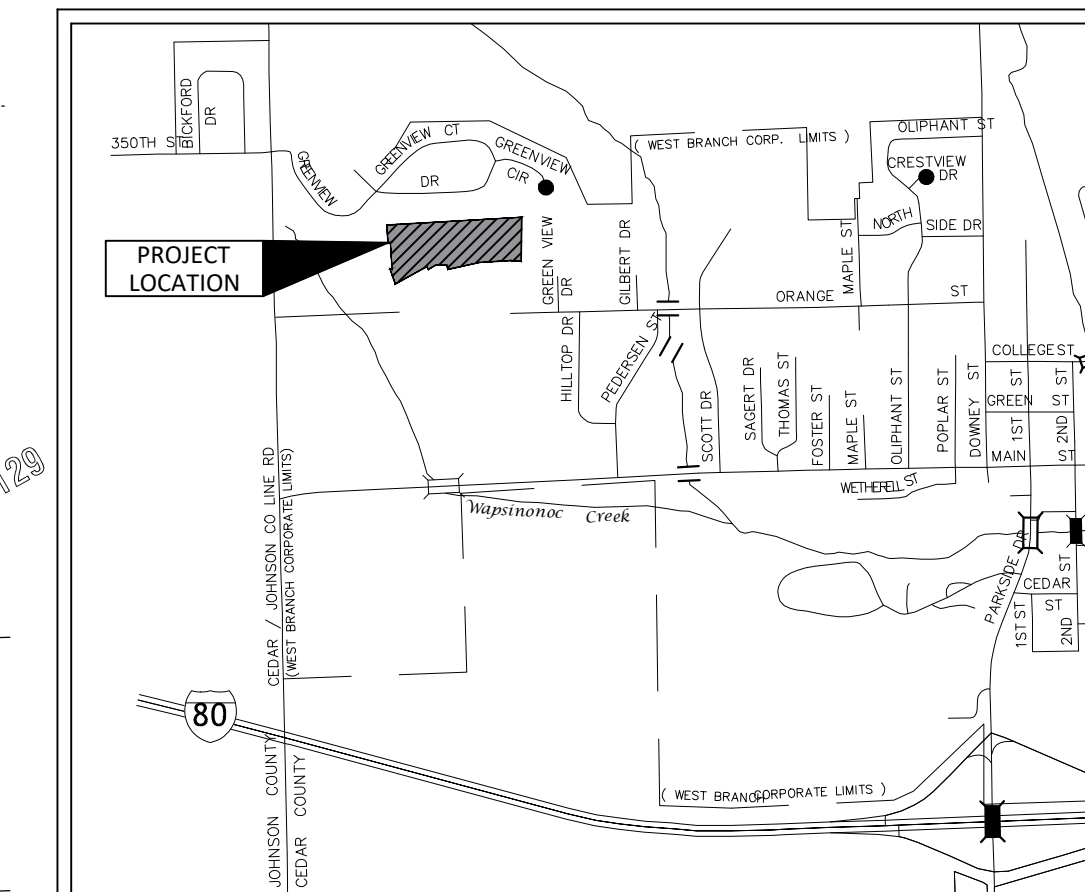 BICKFORD
DR
350TH ST
GREENVIEW
GREENVIEW CT
GREENVIEW
DR
CIR
( WEST BRANCH CORP. LIMITS )
OLIPHANT ST
CRESTVIEW
DR
NORTH
SIDE DR
PROJECT
LOCATION
GREEN VIEW
DR
GILBERT DR
MAPLE ST
ORANGE
ST
HILLTOP DR
PEDERSEN ST
SCOTT DR
SAGERT DR
THOMAS ST
FOSTER ST
MAPLE ST
OLIPHANT ST
POPLAR ST
DOWNEY ST
COLLEGE ST
1ST ST
2ND ST
GREEN ST
MAIN ST
129
WETHERELL ST
Wapsinonoc Creek
CEDAR / JOHNSON CO LINE RD
(WEST BRANCH CORPORATE LIMITS)
PARKSIDE DR
CEDAR
ST
1ST ST
2ND
ST
80
( WEST BRANCH CORPORATE LIMITS )
JOHNSON COUNTY
CEDAR COUNTY